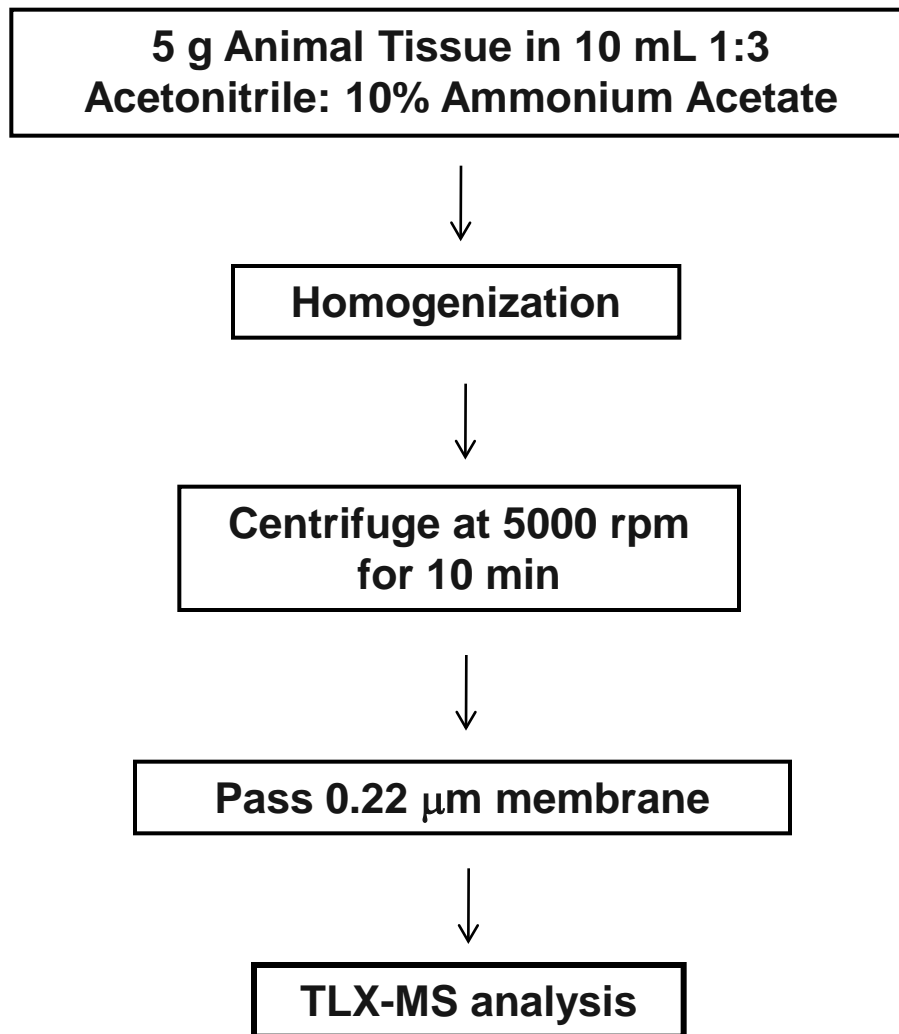 5 g Animal Tissue in 10 mL 1:3
Acetonitrile: 10% Ammonium Acetate
Homogenization
Centrifuge at 5000 rpm
for 10 min
Pass 0.22 μm membrane
TLX-MS analysis